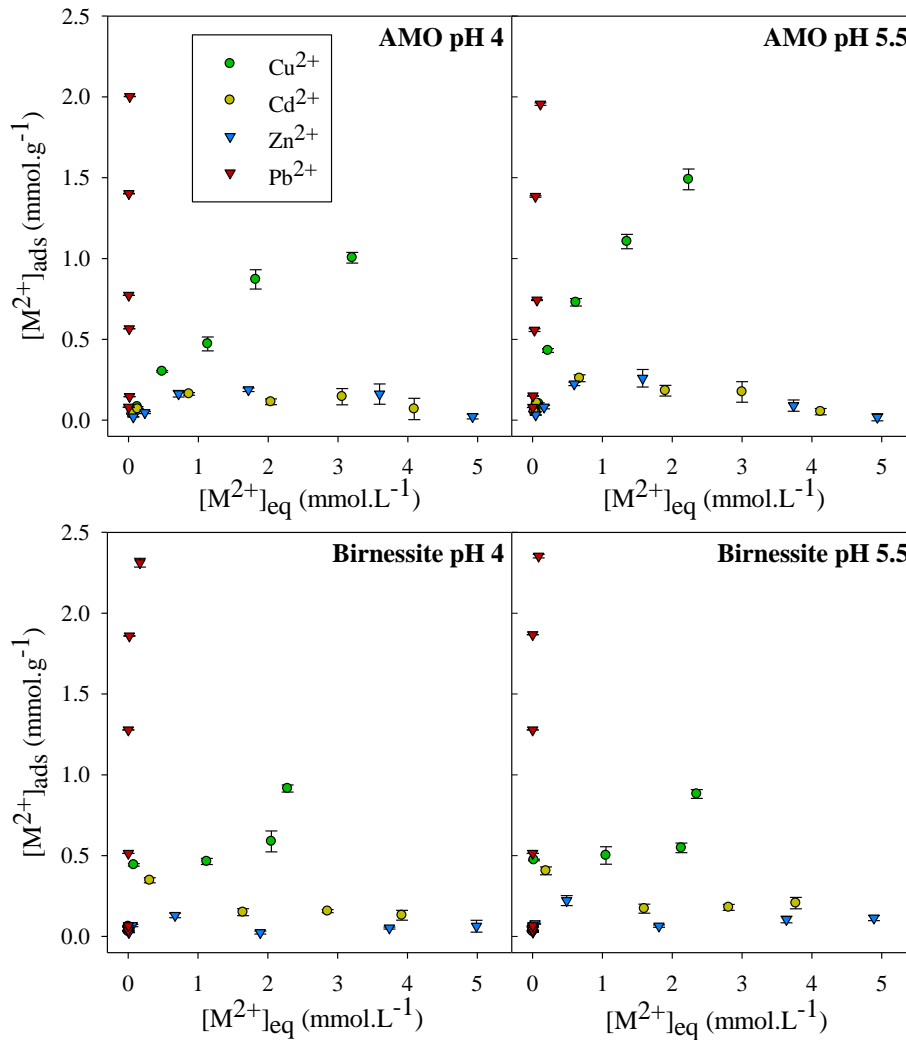 AMO pH 4
AMO pH 5.5
Cu2+
Cd2+
Zn2+
Pb2+
[M2+]ads (mmol.g-1)
2.5
2.0
1.5
1.0
0.5
0.0
0 1 2 3 4 5
0 1 2 3 4 5
[M2+]eq (mmol.L-1)
[M2+]eq (mmol.L-1)
Birnessite pH 4
Birnessite pH 5.5
[M2+]ads (mmol.g-1)
2.5
2.0
1.5
1.0
0.5
0.0
0 1 2 3 4 5
0 1 2 3 4 5
[M2+]eq (mmol.L-1)
[M2+]eq (mmol.L-1)